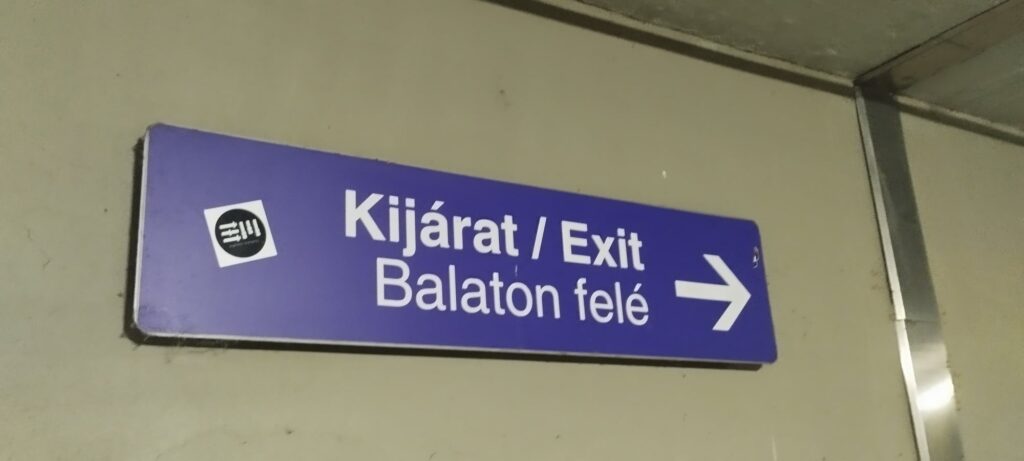 Kijárat / Exit
Balaton felé